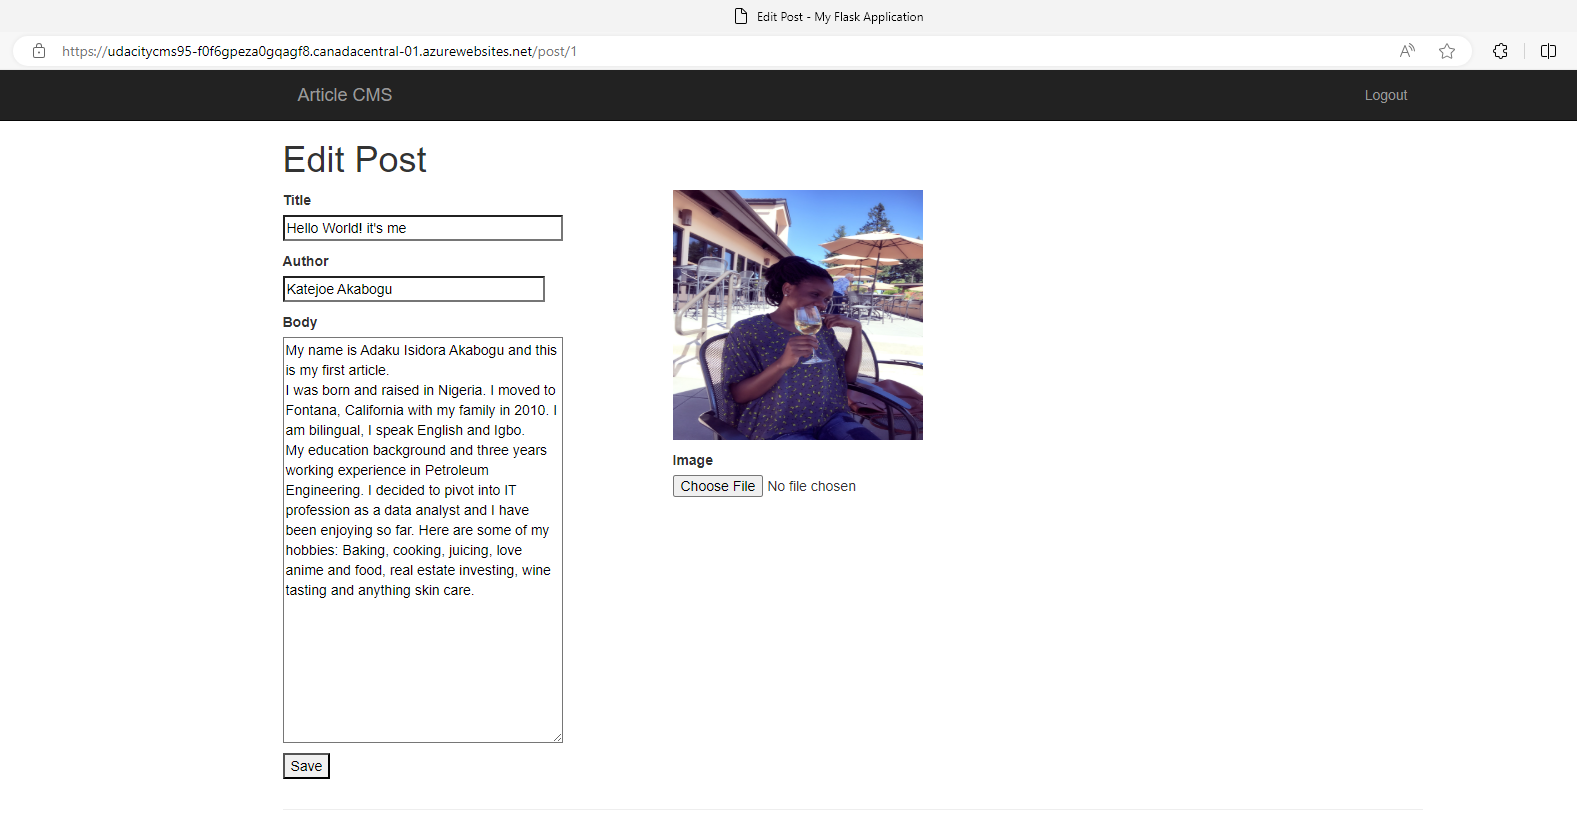 Edit Post - My Flask Application
https://udacitycms95-f0f6gpeza0gqagf8.canadacentral-01.azurewebsites.net/post/1
Article CMS
Logout
Edit Post
Title
Hello World! it's me
Author
Katejoe Akabogu
Body
My name is Adaku Isidora Akabogu and this
is my first article.
I was born and raised in Nigeria. I moved to
Fontana, California with my family in 2010. I
am bilingual, I speak English and Igbo.
My education background and three years
working experience in Petroleum
Engineering. I decided to pivot into IT
profession as a data analyst and I have
been enjoying so far. Here are some of my
hobbies: Baking, cooking, juicing, love
anime and food, real estate investing, wine
tasting and anything skin care.
Save
Image
Choose File No file chosen